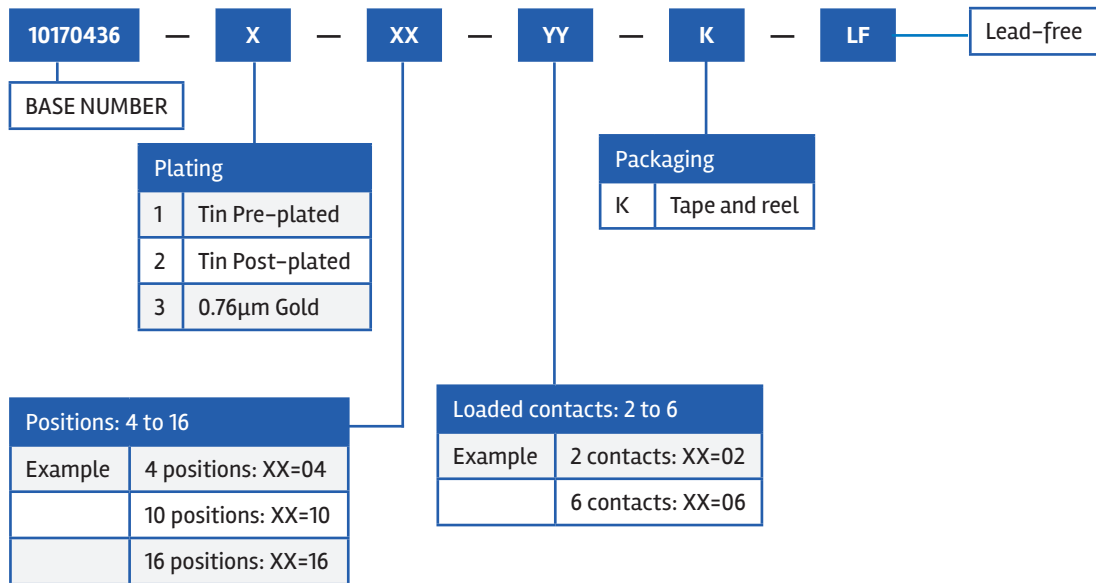 10170436 — X — XX — YY — K — LF Lead-free
BASE NUMBER
Plating
1 Tin Pre-plated
2 Tin Post-plated
3 0.76µm Gold
Packaging
K Tape and reel
Positions: 4 to 16
Example 4 positions: XX=04
10 positions: XX=10
16 positions: XX=16
Loaded contacts: 2 to 6
Example 2 contacts: XX=02
6 contacts: XX=06